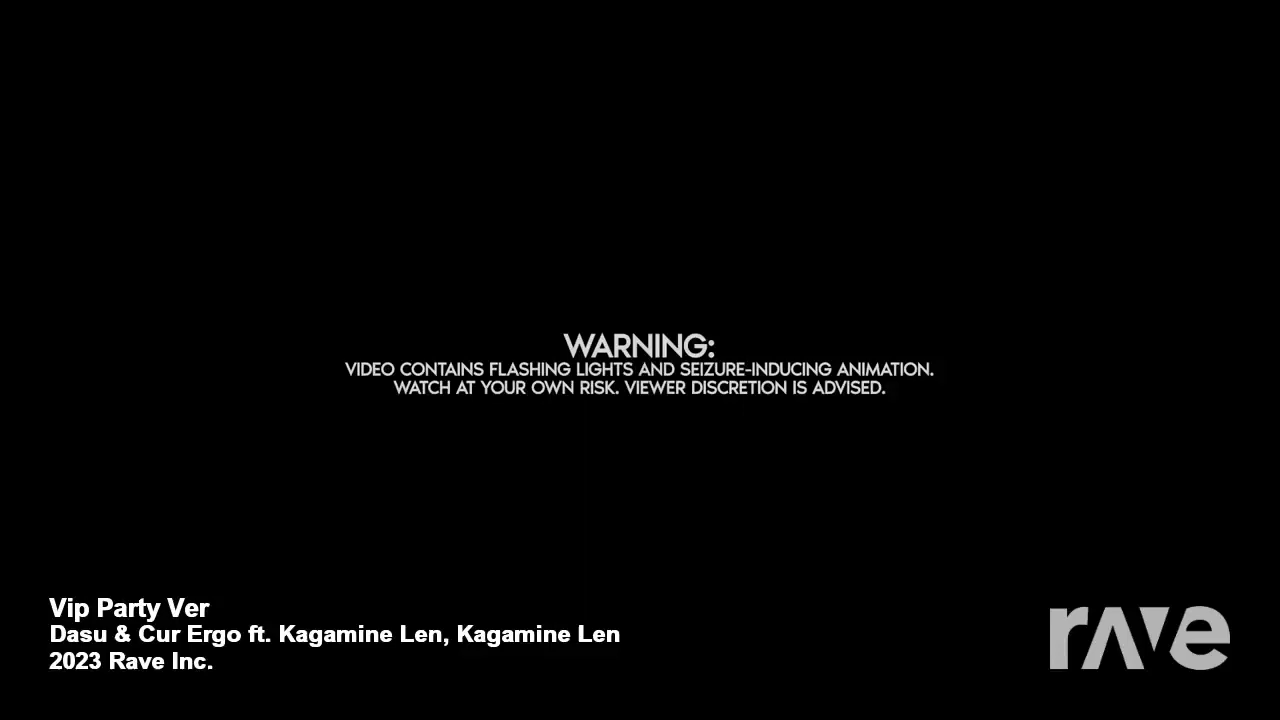 WARNING:
VIDEO CONTAINS FLASHING LIGHTS AND SEIZURE-INDUCING ANIMATION.
WATCH AT YOUR OWN RISK. VIEWER DISCRETION IS ADVISED.
Vip Party Ver
Dasu & Cur Ergo ft. Kagamine Len, Kagamine Len
2023 Rave Inc.
rave